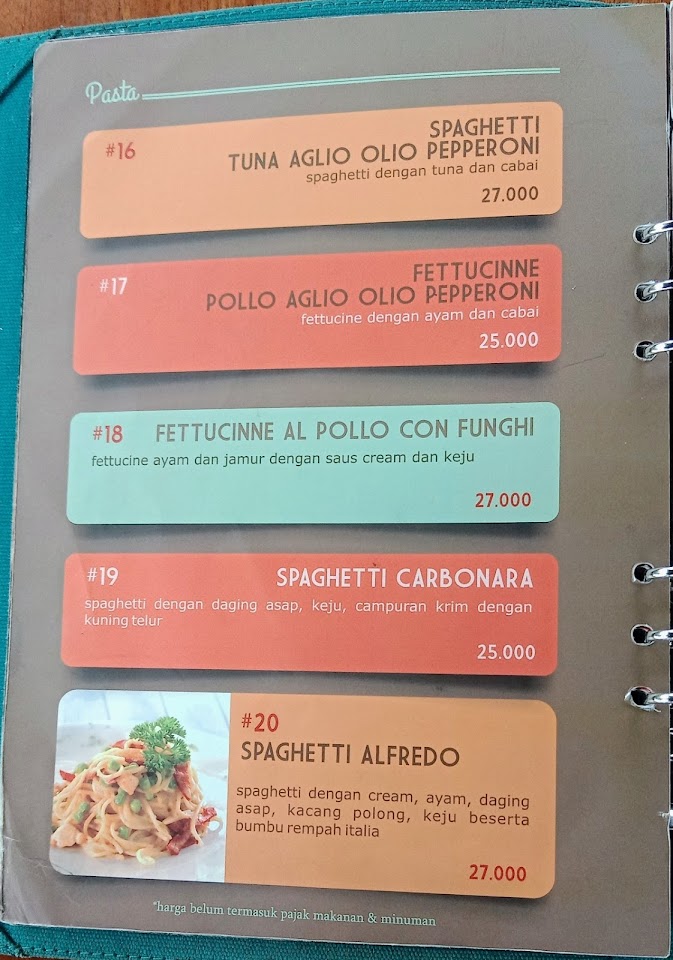 Pasta
#16
SPAGHETTI
TUNA AGLIO OLIO PEPPERONI
spaghetti dengan tuna dan cabai
27.000
#17
FETTUCINNE
POLLO AGLIO OLIO PEPPERONI
fettucine dengan ayam dan cabai
25.000
#18 FETTUCINNE AL POLLO CON FUNGHI
fettucine ayam dan jamur dengan saus cream dan keju
27.000
#19 SPAGHETTI CARBONARA
spaghetti dengan daging asap, keju, campuran krim dengan
kuning telur
25.000
#20
SPAGHETTI ALFREDO
spaghetti dengan cream, ayam, daging
asap, kacang polong, keju beserta
bumbu rempah italia
27.000
*harga belum termasuk pajak makanan & minuman